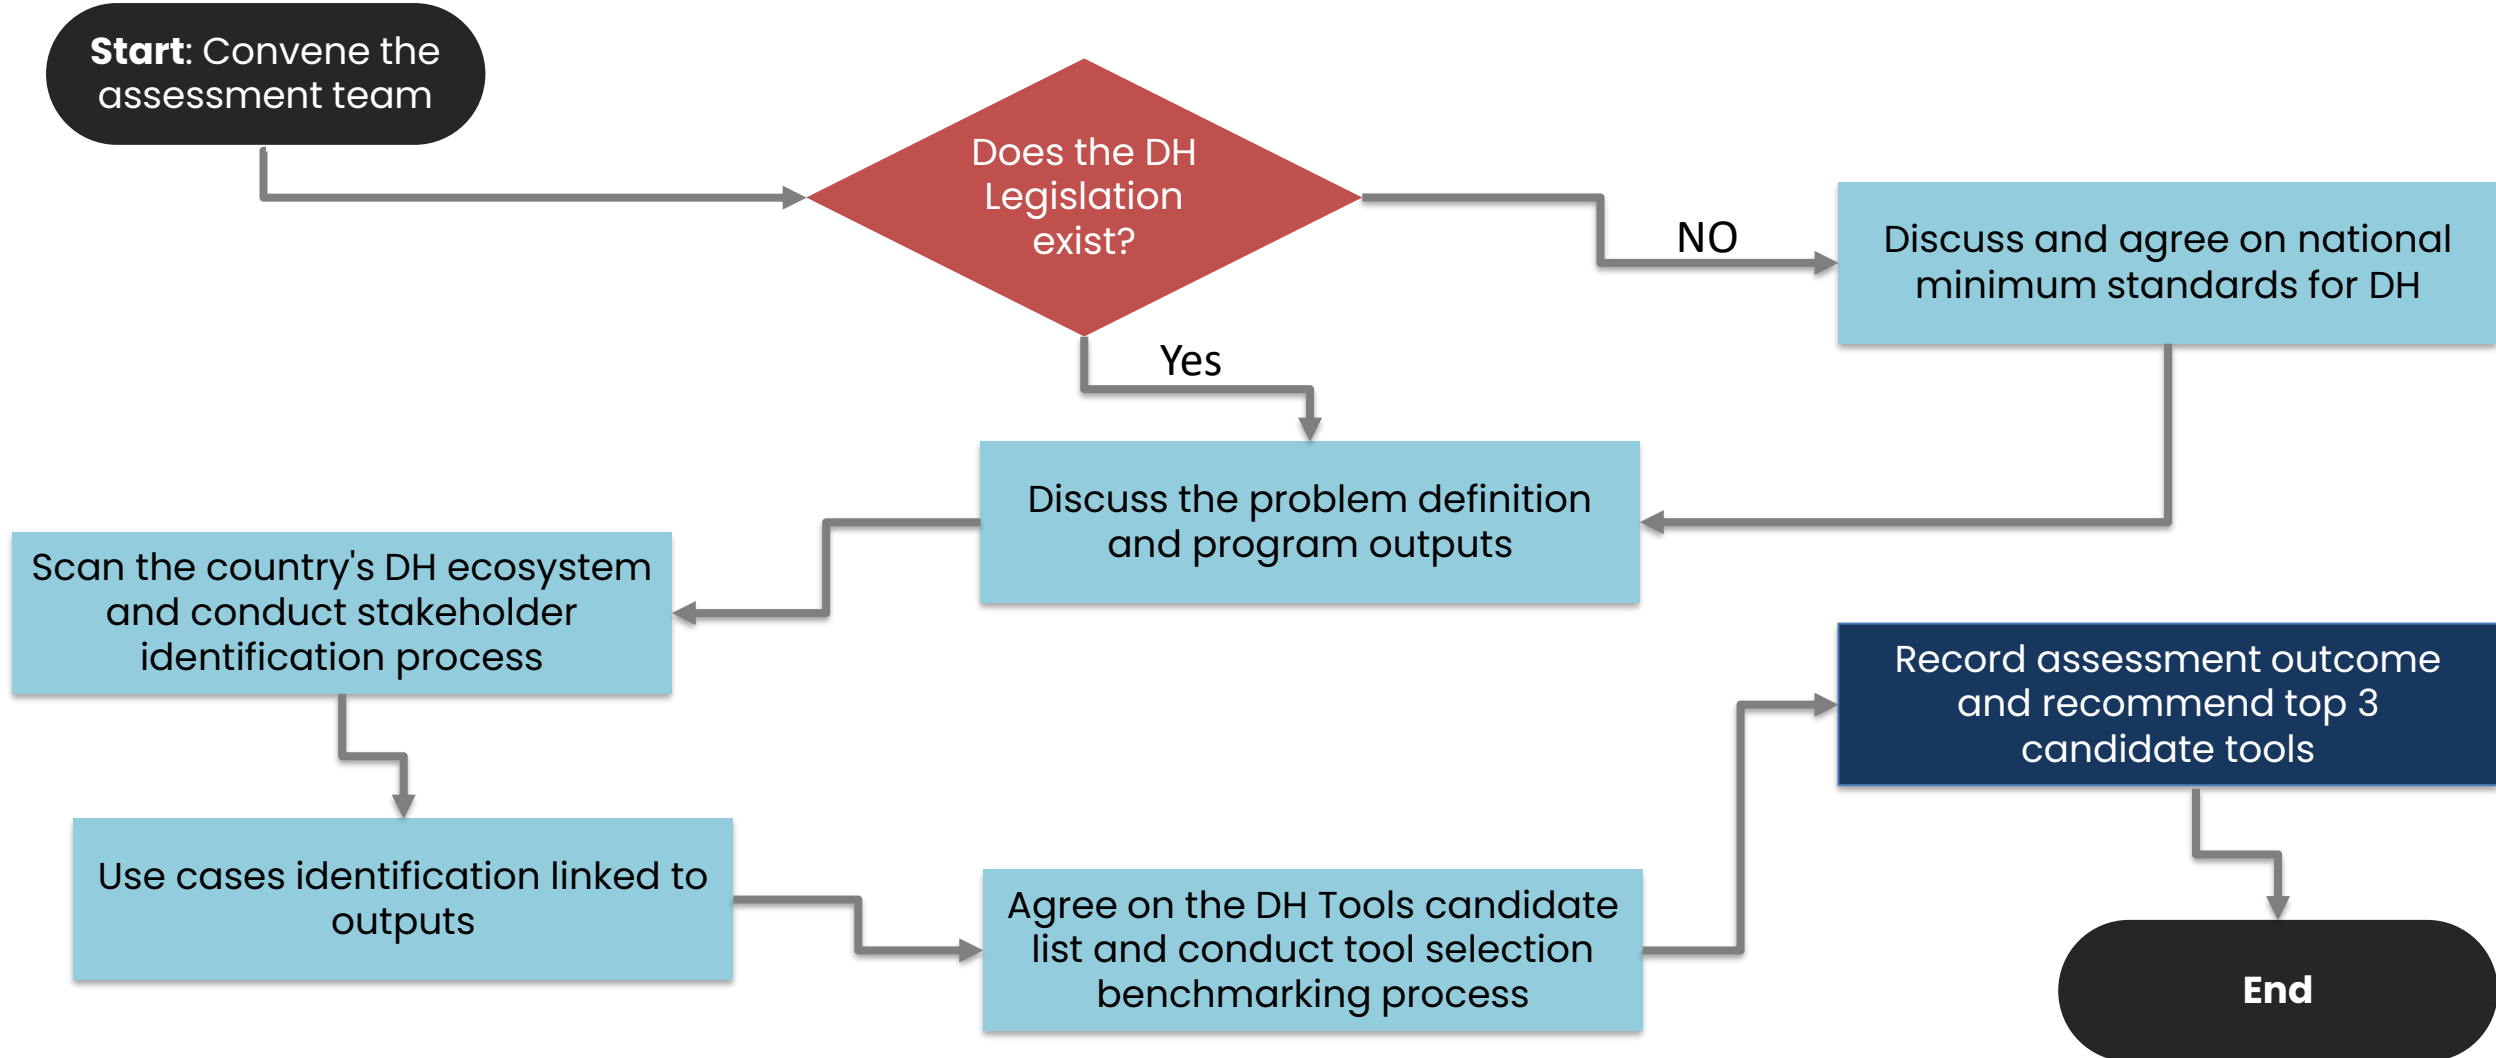 Start: Convene the
assessment team
Does the DH
Legislation
exist?
NO
Discuss and agree on national
minimum standards for DH
Yes
Discuss the problem definition
and program outputs
Scan the country's DH ecosystem
and conduct stakeholder
identification process
Use cases identification linked to
outputs
Agree on the DH Tools candidate
list and conduct tool selection
benchmarking process
Record assessment outcome
and recommend top 3
candidate tools
End